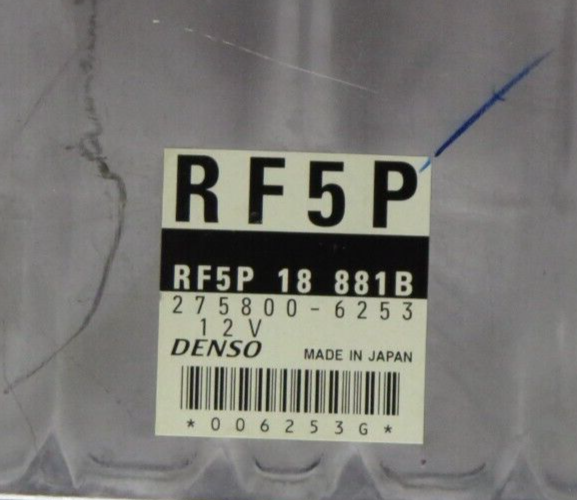 RF5P
RF5P 18 881B
275800-6253
12V
DENSO MADE IN JAPAN
*006253G*